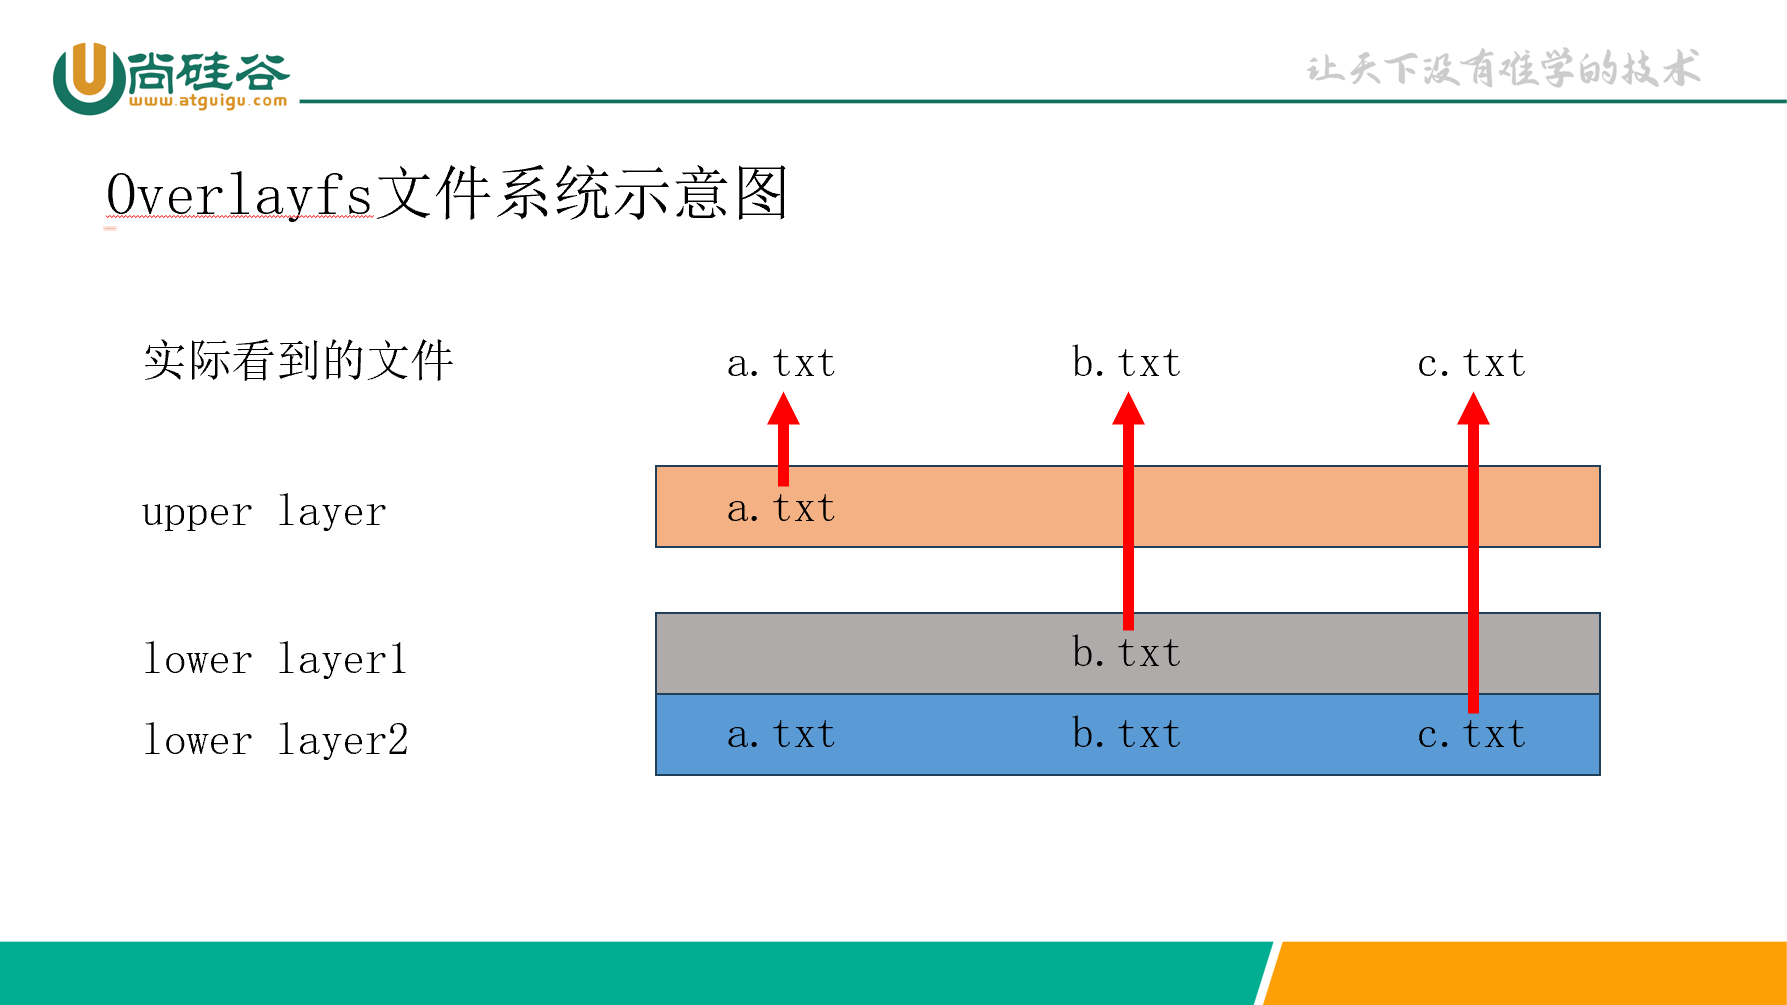 尚硅谷
www.atguigu.com
让天下没有难学的技术
Overlayfs文件系统示意图
实际看到的文件 a.txt b.txt c.txt
upper layer a.txt
lower layer1 b.txt
lower layer2 a.txt b.txt c.txt